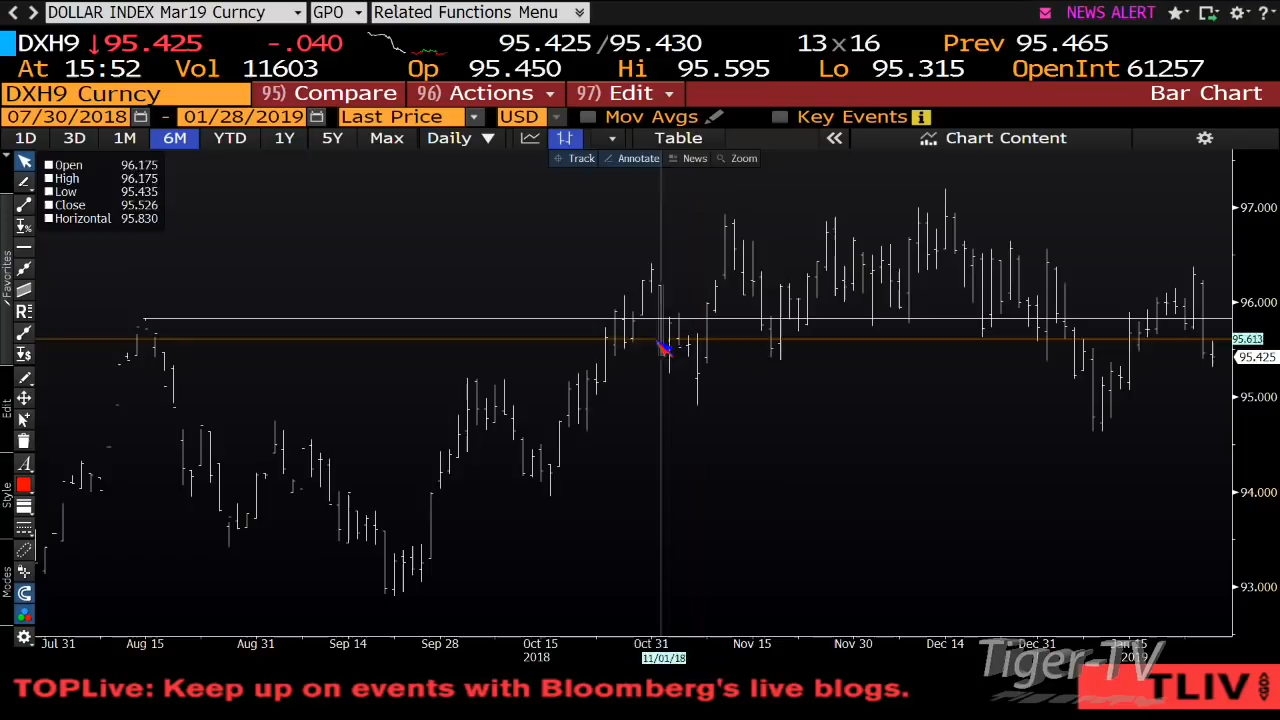 DOLLAR INDEX Mar19 Curncy GPO Related Functions Menu NEWS ALERT ?
DXH9 ↓95.425 -.040 95.425/95.430 13x16 Prev 95.465
At 15:52 Vol 11603 Op 95.450 Hi 95.595 Lo 95.315 OpenInt 61257
DXH9 Curncy 95) Compare 96) Actions 97) Edit Bar Chart
07/30/2018 - 01/28/2019 Last Price USD Mov Avgs Key Events i
1D 3D 1M 6M YTD 1Y 5Y Max Daily ▼ Table « Chart Content
Track Annotate News Zoom
Open 96.175
High 96.175
Low 95.435
Close 95.526
Horizontal 95.830
Favorites
Edit
Style
Modes
97.000
96.000
95.613
95.425
95.000
94.000
93.000
Jul 31 Aug 15 Aug 31 Sep 14 Sep 28 Oct 15 Oct 31 Nov 15 Nov 30 Dec 14 Dec 31 Jan 15
2018 11/01/18 2019
Tiger-TV
TOPLive: Keep up on events with Bloomberg's live blogs. TLIV